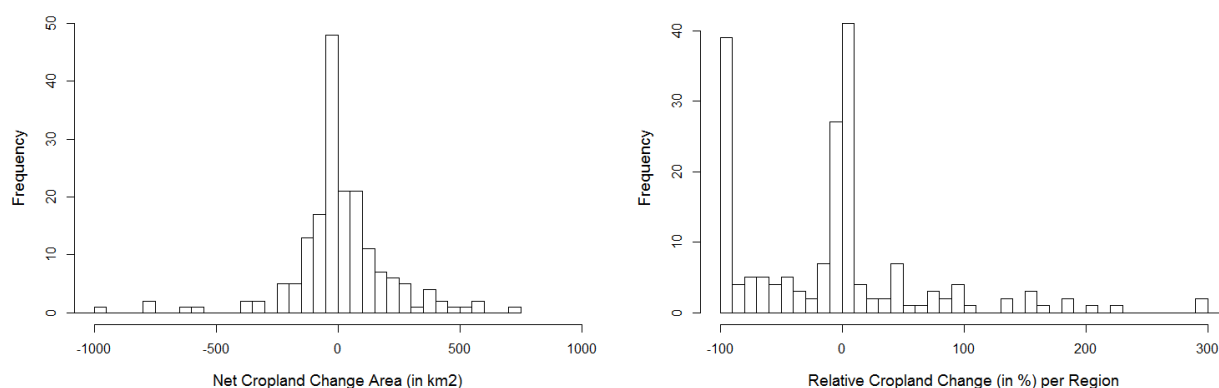 50
40
30
20
10
0
Frequency
-1000 -500 0 500 1000
Net Cropland Change Area (in km2)
40
30
20
10
0
Frequency
-100 0 100 200 300
Relative Cropland Change (in %) per Region